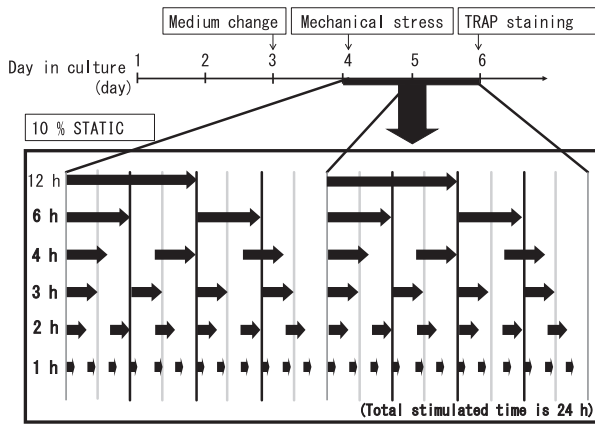 Medium change Mechanical stress TRAP staining
Day in culture
(day)
1 2 3 4 5 6
10 % STATIC
12 h
6 h
4 h
3 h
2 h
1 h
(Total stimulated time is 24 h)